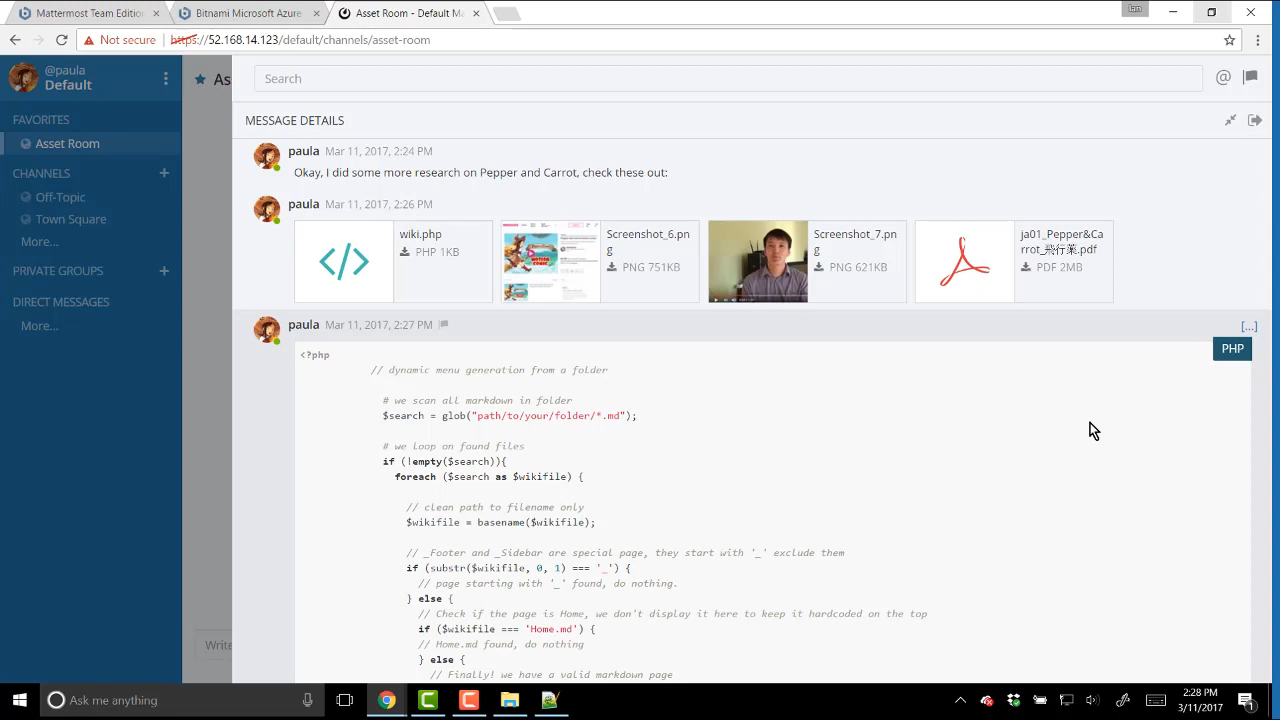 Mattermost Team Editio
Bitnami Microsoft Azure
Asset Room - Default Ma
Ian
Not secure
https://52.168.14.123/default/channels/asset-room
@paula
Default
As
Search
@
FAVORITES
Asset Room
CHANNELS
Off-Topic
Town Square
More...
PRIVATE GROUPS
DIRECT MESSAGES
More...
Write
MESSAGE DETAILS
paula Mar 11, 2017, 2:24 PM
Okay, I did some more research on Pepper and Carrot, check these out:
paula Mar 11, 2017, 2:26 PM
wiki.php
PHP 1KB
Screenshot_6.pn
g
PNG 751KB
Screenshot_7.pn
g
PNG 621KB
ja01_Pepper&Ca
rrot_飛行薬.pdf
PDF 2MB
paula Mar 11, 2017, 2:27 PM
[...]
PHP
<?php
// dynamic menu generation from a folder
# we scan all markdown in folder
$search = glob("path/to/your/folder/*.md");
# we loop on found files
if (!empty($search)){
foreach ($search as $wikifile) {
// clean path to filename only
$wikifile = basename($wikifile);
// _Footer and _Sidebar are special page, they start with '_' exclude them
if (substr($wikifile, 0, 1) === '_') {
// page starting with '_' found, do nothing.
} else {
// Check if the page is Home, we don't display it here to keep it hardcoded on the top
if ($wikifile === 'Home.md') {
// Home.md found, do nothing
} else {
// Finally! we have a valid markdown page
Ask me anything
2:28 PM
3/11/2017
1